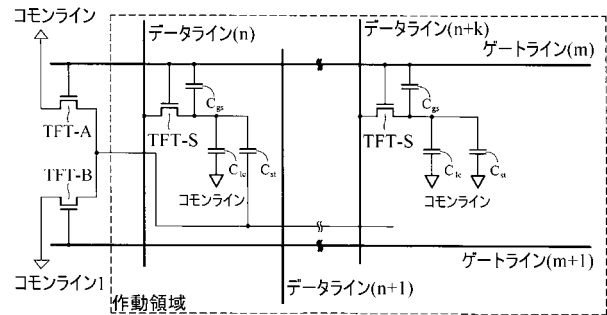 コモンライン
データライン(n)
データライン(n+k)
ゲートライン(m)
Cgs
Cgs
TFT-A
TFT-S
TFT-S
TFT-B
Clc
Cst
Clc
Cst
コモンライン
コモンライン
ゲートライン(m+1)
コモンライン1
データライン(n+1)
作動領域